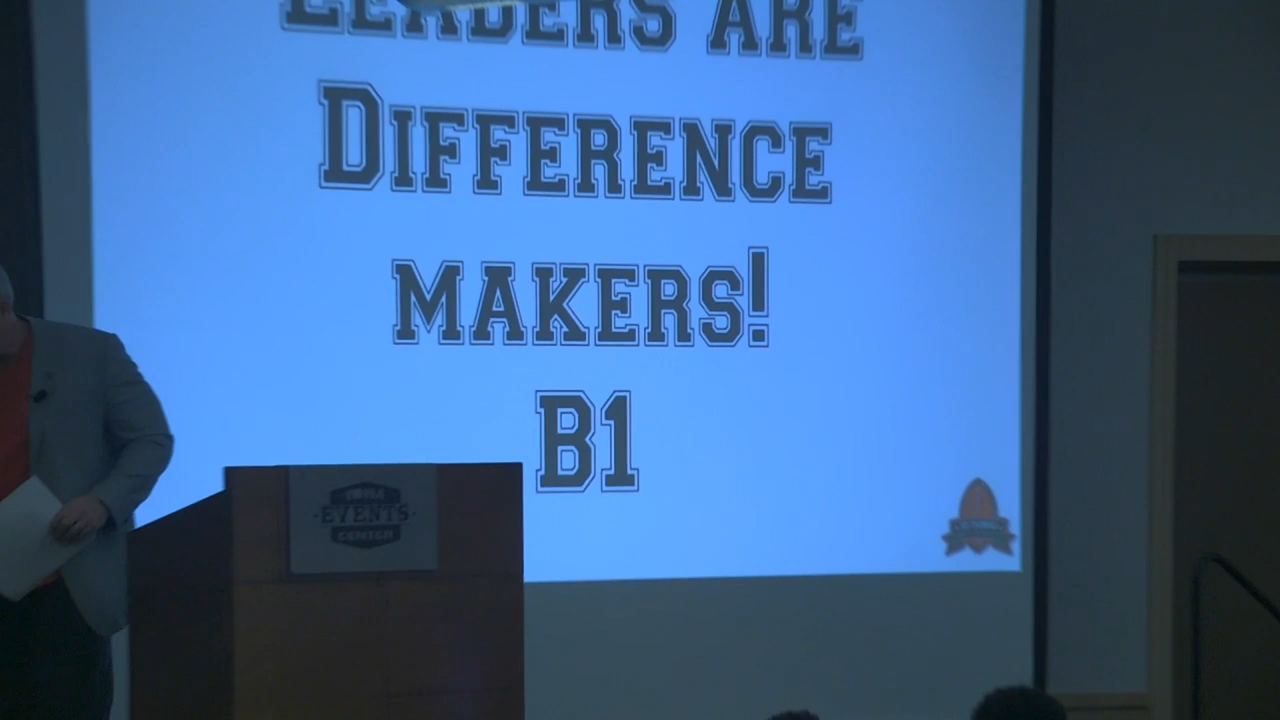 LEADERS ARE
DIFFERENCE
MAKERS!
B1
EVENTS
CENTER